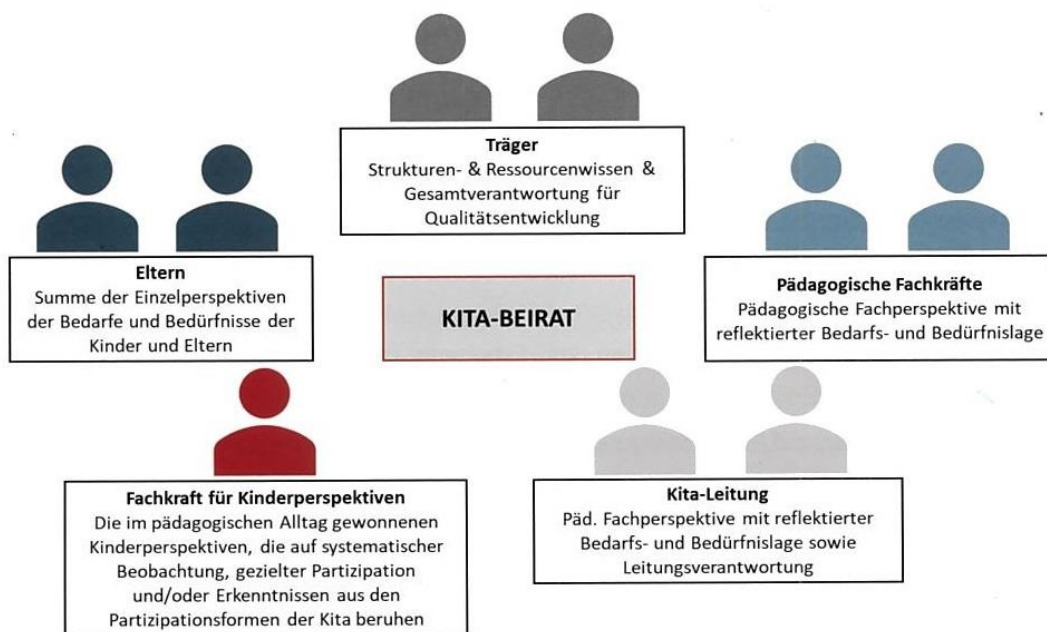 Träger
Strukturen- & Ressourcenwissen &
Gesamtverantwortung für
Qualitätsentwicklung
Eltern
Summe der Einzelperspektiven
der Bedarfe und Bedürfnisse der
Kinder und Eltern
KITA-BEIRAT
Pädagogische Fachkräfte
Pädagogische Fachperspektive mit
reflektierter Bedarfs- und Bedürfnislage
Fachkraft für Kinderperspektiven
Die im pädagogischen Alltag gewonnenen
Kinderperspektiven, die auf systematischer
Beobachtung, gezielter Partizipation
und/oder Erkenntnissen aus den
Partizipationsformen der Kita beruhen
Kita-Leitung
Päd. Fachperspektive mit reflektierter
Bedarfs- und Bedürfnislage sowie
Leitungsverantwortung